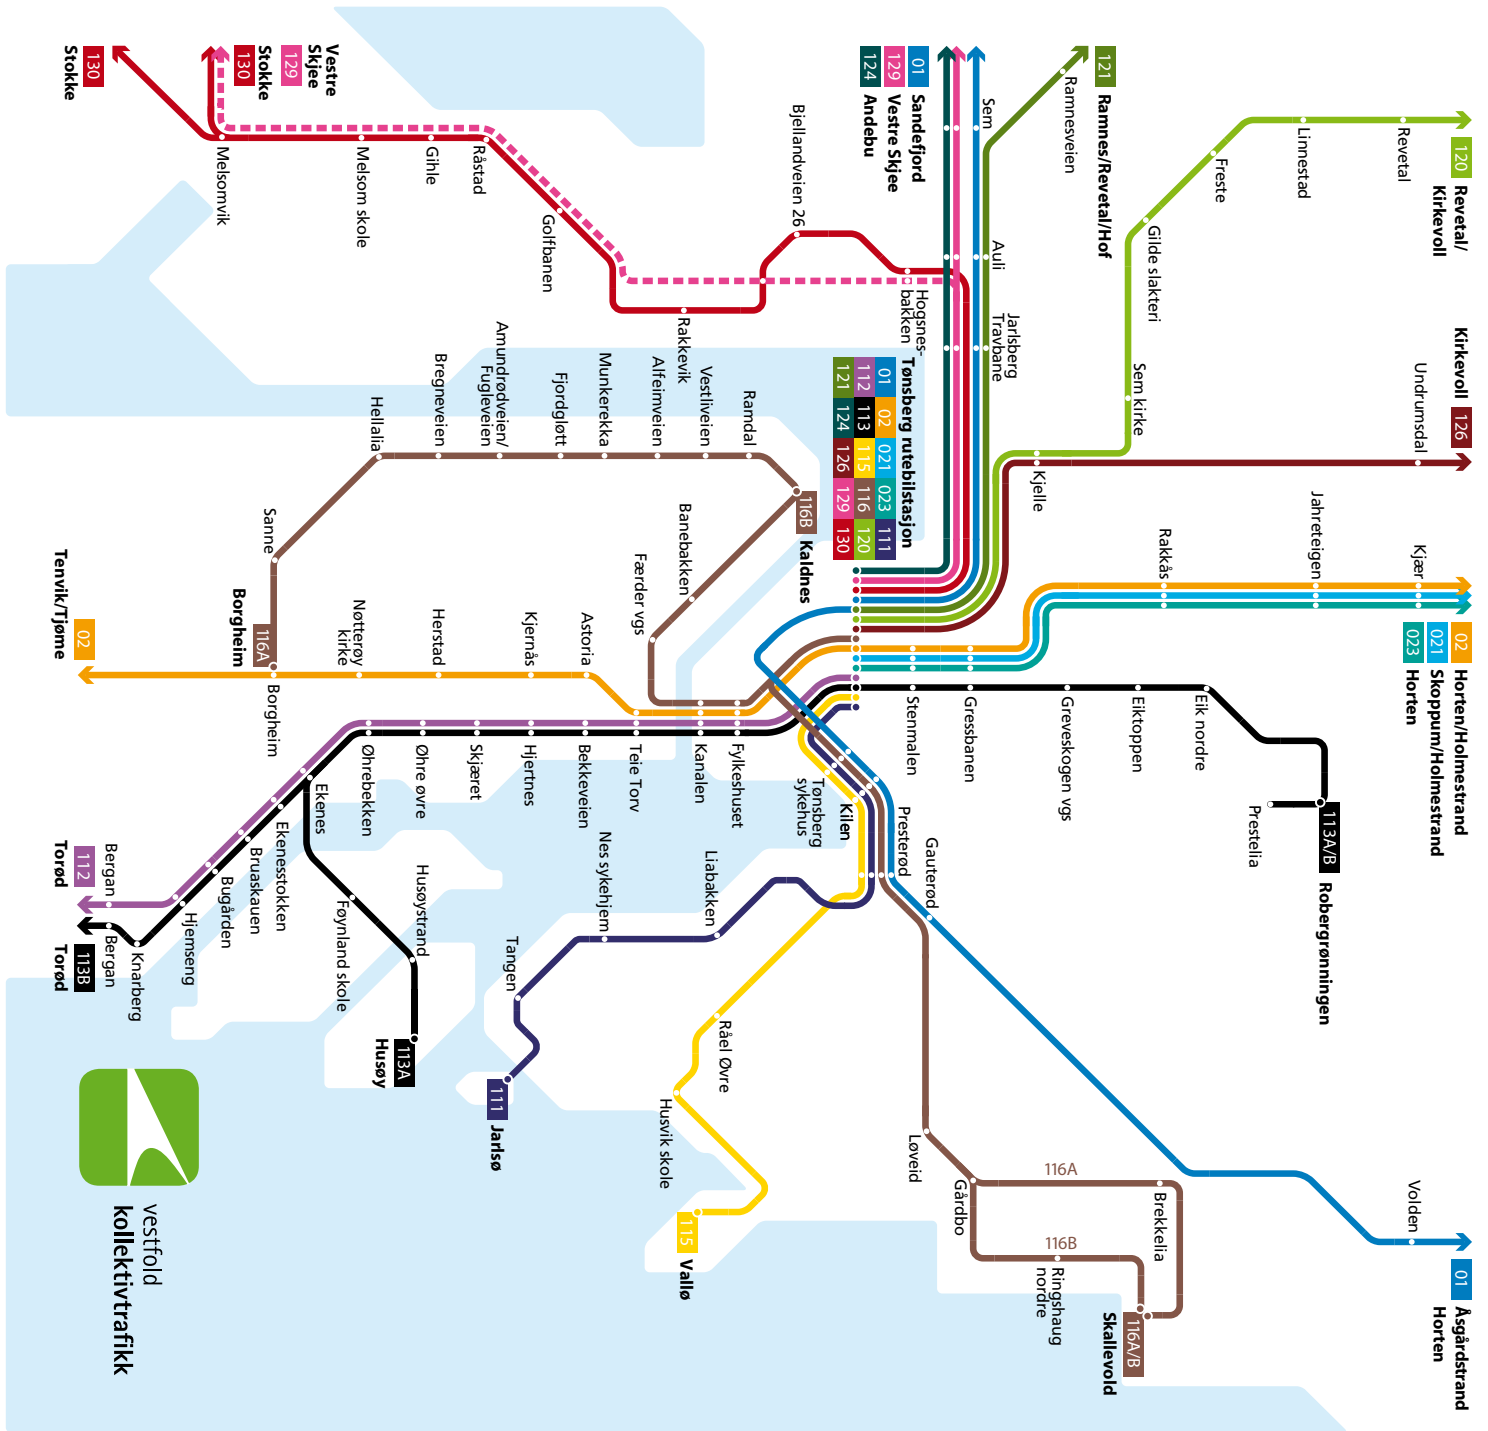 120
Revetal/
Kirkevoll
Revetal
Linnestad
Freste
Gilde slakteri
Sem kirke
Kirkevoll
126
Undrumsdal
Kjelle
02
Horten/Holmestrand
021
Skoppum/Holmestrand
023
Horten
Kjær
Jahreteigen
Rakkås
01
Åsgårdstrand
Horten
Volden
121
Ramnes/Revetal/Hof
Ramnesveien
01
Sandefjord
129
Vestre Skjee
124
Andebu
Sem
Auli
Jarlsberg
Travbane
Hogsnes-
bakken
Bjellandveien 26
Rakkevik
Golfbanen
Råstad
Gihle
Melsom skole
Melsomvik
Vestre
Skjee
129
130
Stokke
130
Stokke
Tønsberg rutebilstasjon
01
02
021
023
111
112
113
115
116
120
121
124
126
129
130
113A/B
Robergrønningen
Prestelia
Eik nordre
Eiktoppen
Greveskogen vgs
Gressbanen
Stenmalen
116B
Kaldnes
Ramdal
Vestliveien
Alfeimveien
Munkerekka
Fjordgløtt
Amundrødveien/
Fugleveien
Bregneveien
Hellalia
Sanne
Borgheim
116A
Banebakken
Færder vgs
Astoria
Kjernås
Herstad
Nøtterøy
kirke
Borgheim
Tenvik/Tjøme
02
Fylkeshuset
Kanalen
Teie Torv
Bekkeveien
Hjertnes
Skjæret
Øhre øvre
Øhrebekken
Ekenes
Ekenesstokken
Bruaskauen
Bugården
Hjemseng
Knarberg
Bergan
Bergan
112
Torød
113B
Torød
Føynland skole
Husøystrand
113A
Husøy
Tønsberg
sykehus
Kilen
Presterød
Gauterød
Liabakken
Nes sykehjem
Tangen
111
Jarlsø
Råel Øvre
Husvik skole
115
Vallø
Løveid
Gårdbo
116A
Brekkelia
116B
Ringshaug
nordre
116A/B
Skallevold
vestfold
kollektivtrafikk